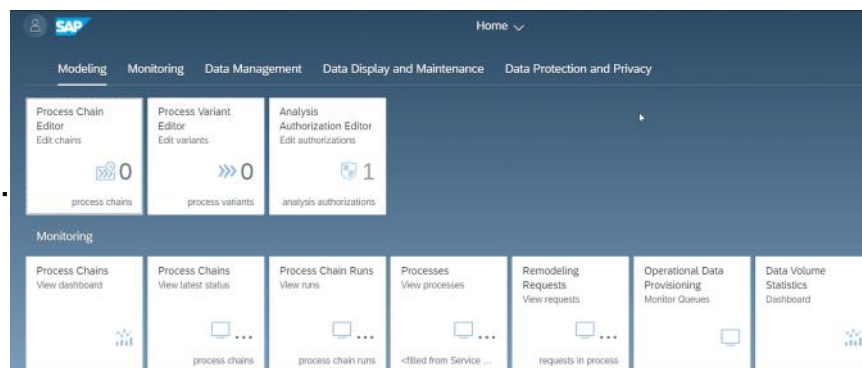 SAP
Home
Modeling Monitoring Data Management Data Display and Maintenance Data Protection and Privacy
Process Chain
Editor
Edit chains
0
process chains
Process Variant
Editor
Edit variants
0
process variants
Analysis
Authorization Editor
Edit authorizations
1
analysis authorizations
Monitoring
Process Chains
View dashboard
Process Chains
View latest status
...
process chains
Process Chain Runs
View runs
...
process chain runs
Processes
View processes
...
<filled from Service ...
Remodeling
Requests
View requests
...
requests in process
Operational Data
Provisioning
Monitor Queues
Data Volume
Statistics
Dashboard